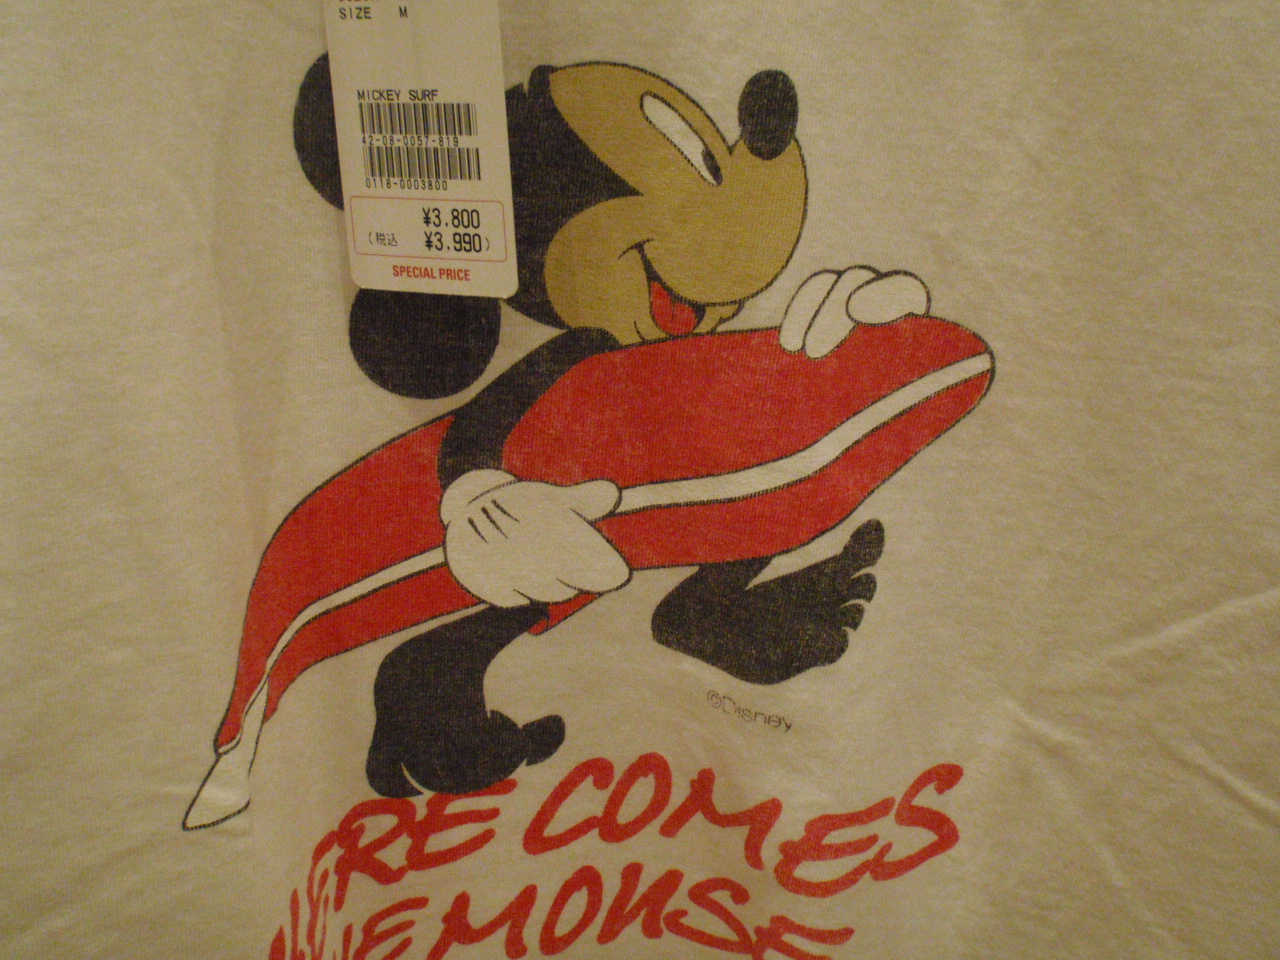 SIZE M
MICKEY SURF
42-08-0057-819
0118-0003800
¥3.800
(税込 ¥3.990)
SPECIAL PRICE
©Disney
RE COMES
EMOUSE